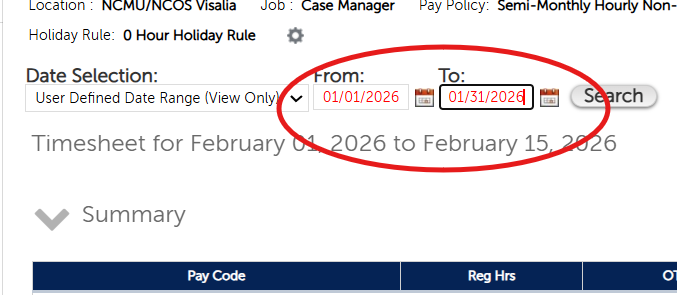 Location : NCMU/NCOS Visalia Job : Case Manager Pay Policy: Semi-Monthly Hourly Non-
Holiday Rule: 0 Hour Holiday Rule
Date Selection: From: To:
User Defined Date Range (View Only) 01/01/2026 01/31/2026 Search
Timesheet for February 01, 2026 to February 15, 2026
Summary
Pay Code Reg Hrs OT